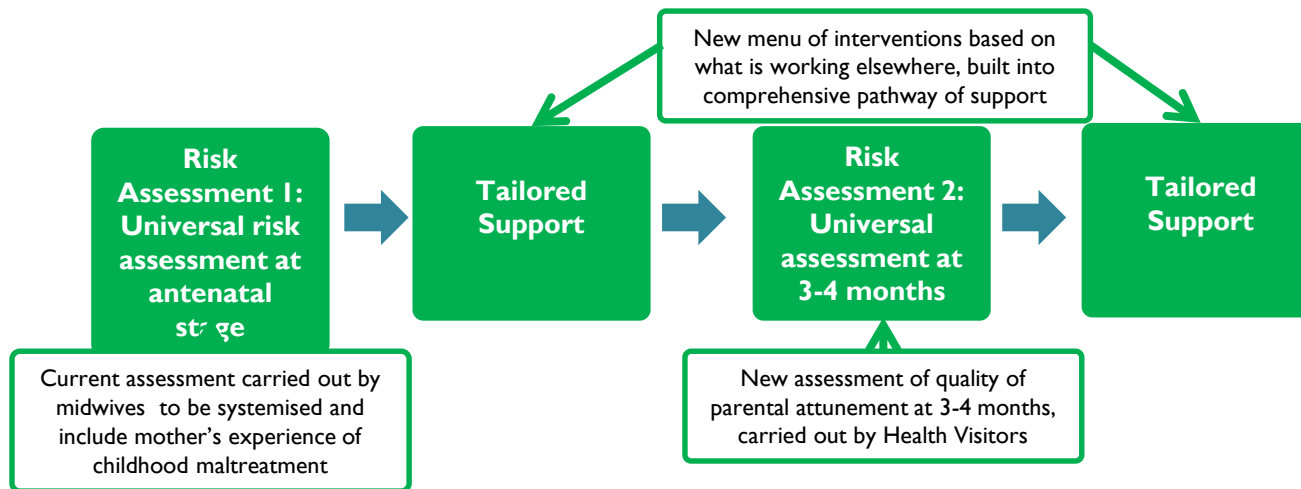 New menu of interventions based on
what is working elsewhere, built into
comprehensive pathway of support
Risk
Assessment 1:
Universal risk
assessment at
antenatal
stage
Tailored
Support
Risk
Assessment 2:
Universal
assessment at
3-4 months
Tailored
Support
Current assessment carried out by
midwives to be systemised and
include mother’s experience of
childhood maltreatment
New assessment of quality of
parental attunement at 3-4 months,
carried out by Health Visitors